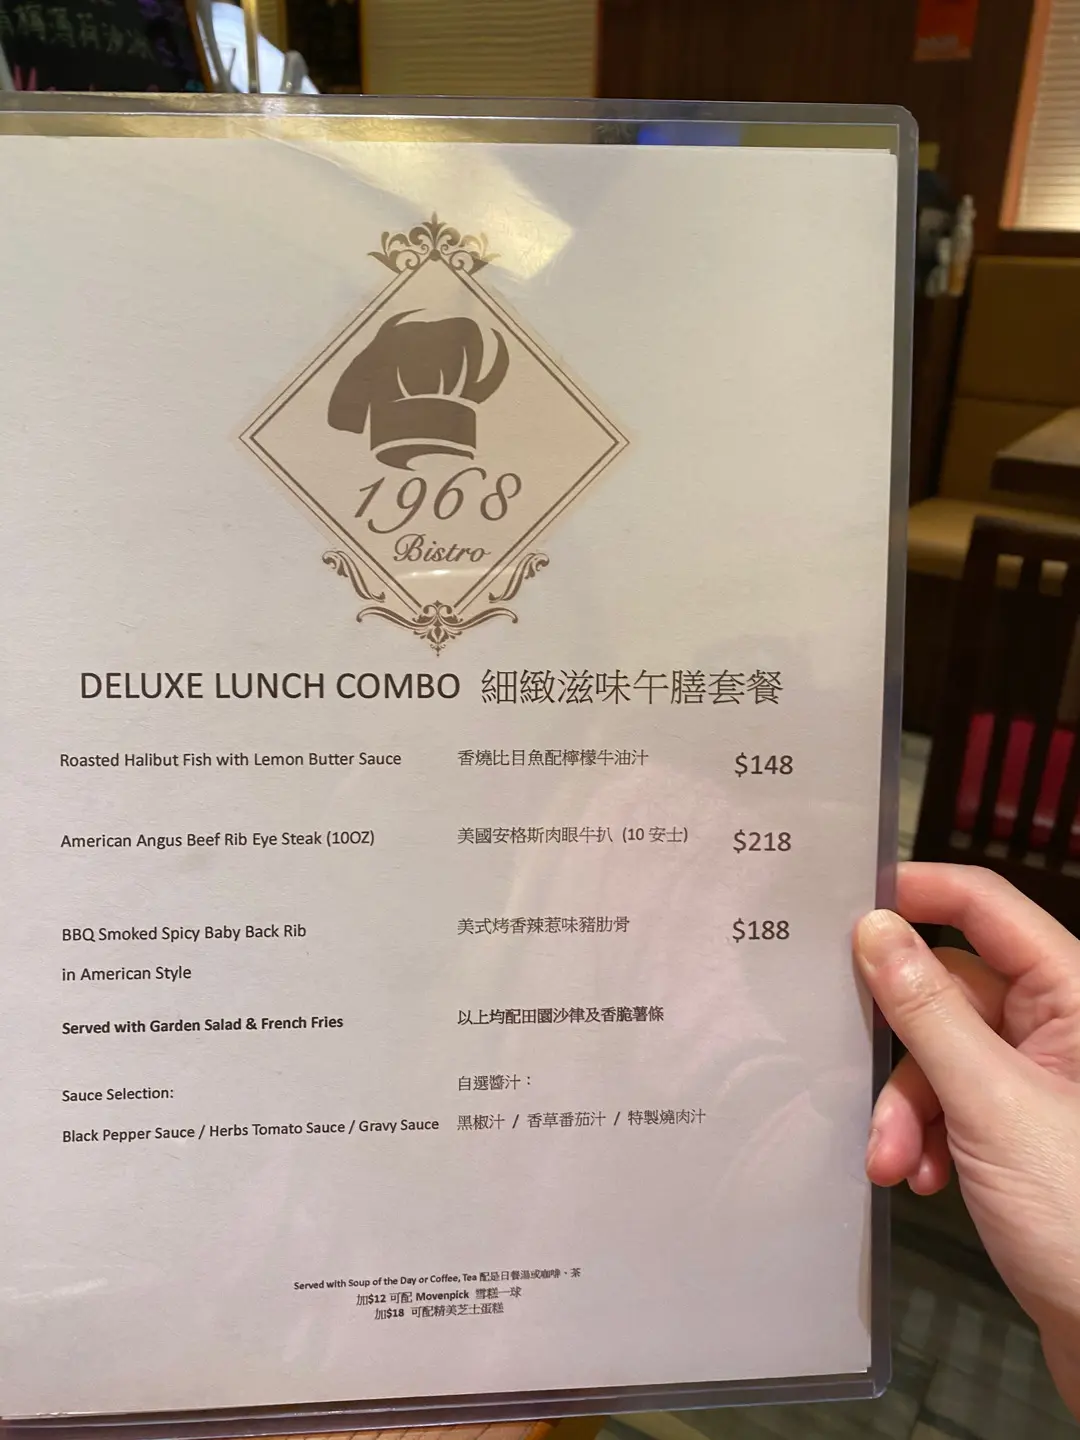 1968
Bistro
DELUXE LUNCH COMBO 細緻滋味午膳套餐
Roasted Halibut Fish with Lemon Butter Sauce 香燒比目魚配檸檬牛油汁 $148
American Angus Beef Rib Eye Steak (10OZ) 美國安格斯肉眼牛扒 (10 安士) $218
BBQ Smoked Spicy Baby Back Rib 美式烤香辣惹味豬肋骨 $188
in American Style
Served with Garden Salad & French Fries 以上均配田園沙律及香脆薯條
Sauce Selection: 自選醬汁：
Black Pepper Sauce / Herbs Tomato Sauce / Gravy Sauce 黑椒汁 / 香草番茄汁 / 特製燒肉汁
Served with Soup of the Day or Coffee, Tea 配是日餐湯或咖啡、茶
加$12 可配 Movenpick 雪糕一球
加$18 可配精美芝士蛋糕